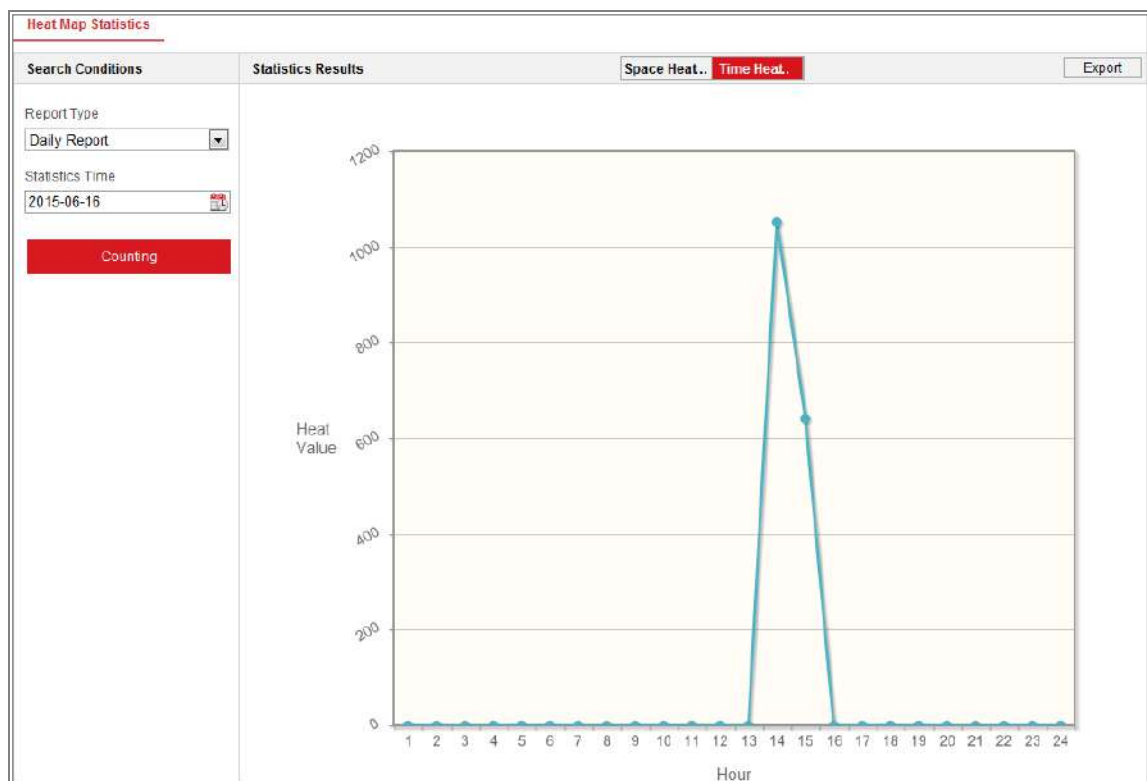 Heat Map Statistics
Search Conditions
Statistics Results
Space Heat...
Time Heat..
Export
Report Type
Daily Report
Statistics Time
2015-06-16
Counting
1200
1000
800
600
400
200
0
Heat
Value
1 2 3 4 5 6 7 8 9 10 11 12 13 14 15 16 17 18 19 20 21 22 23 24
Hour